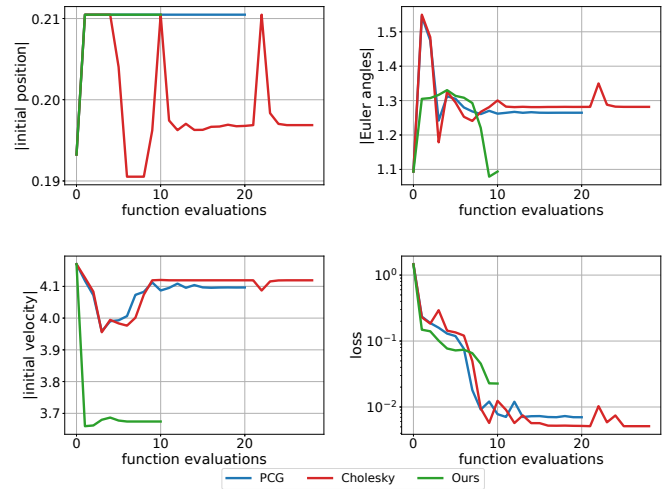 |initial position|
0.21
0.20
0.19
0
10
20
function evaluations
|Euler angles|
1.5
1.4
1.3
1.2
1.1
0
10
20
function evaluations
|initial velocity|
4.1
4.0
3.9
3.8
3.7
0
10
20
function evaluations
loss
10⁰
10⁻¹
10⁻²
0
10
20
function evaluations
PCG
Cholesky
Ours